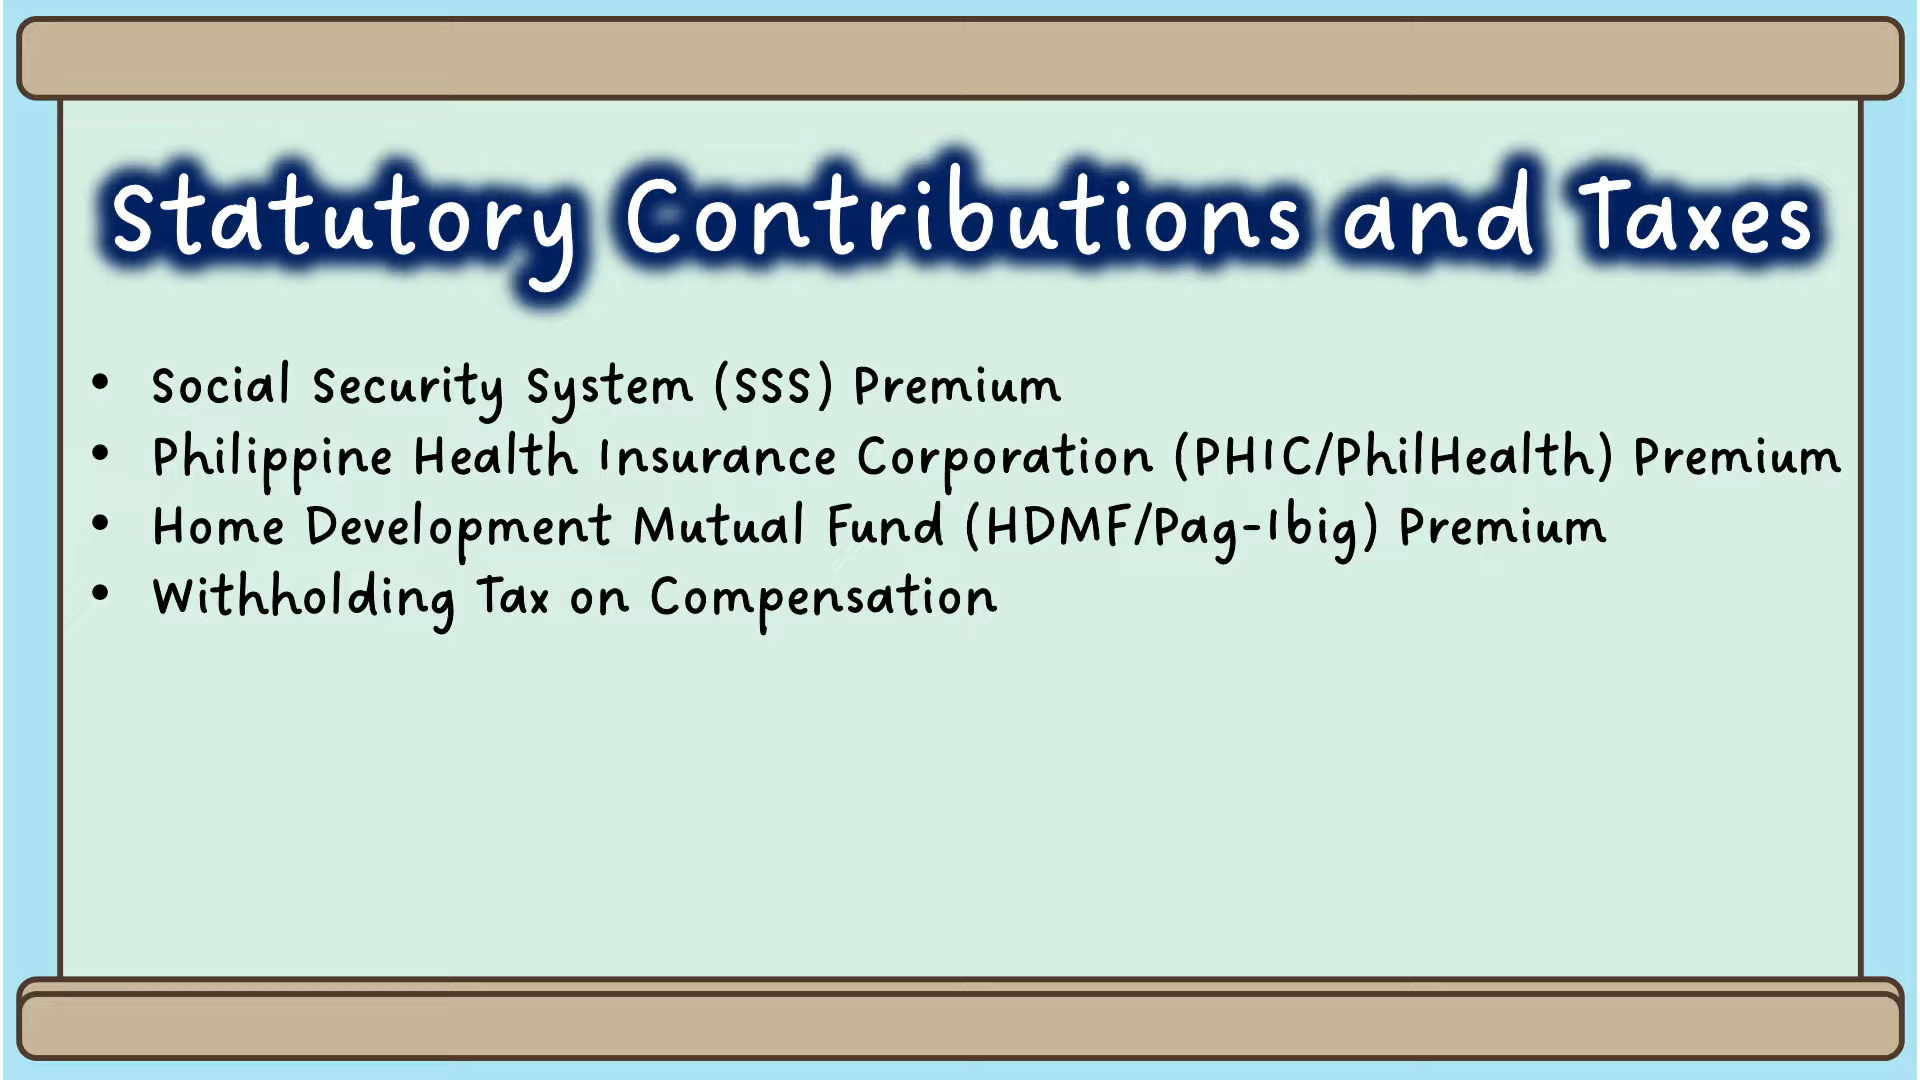 Statutory Contributions and Taxes
• Social Security System (SSS) Premium
• Philippine Health Insurance Corporation (PHIC/PhilHealth) Premium
• Home Development Mutual Fund (HDMF/Pag-Ibig) Premium
• Withholding Tax on Compensation